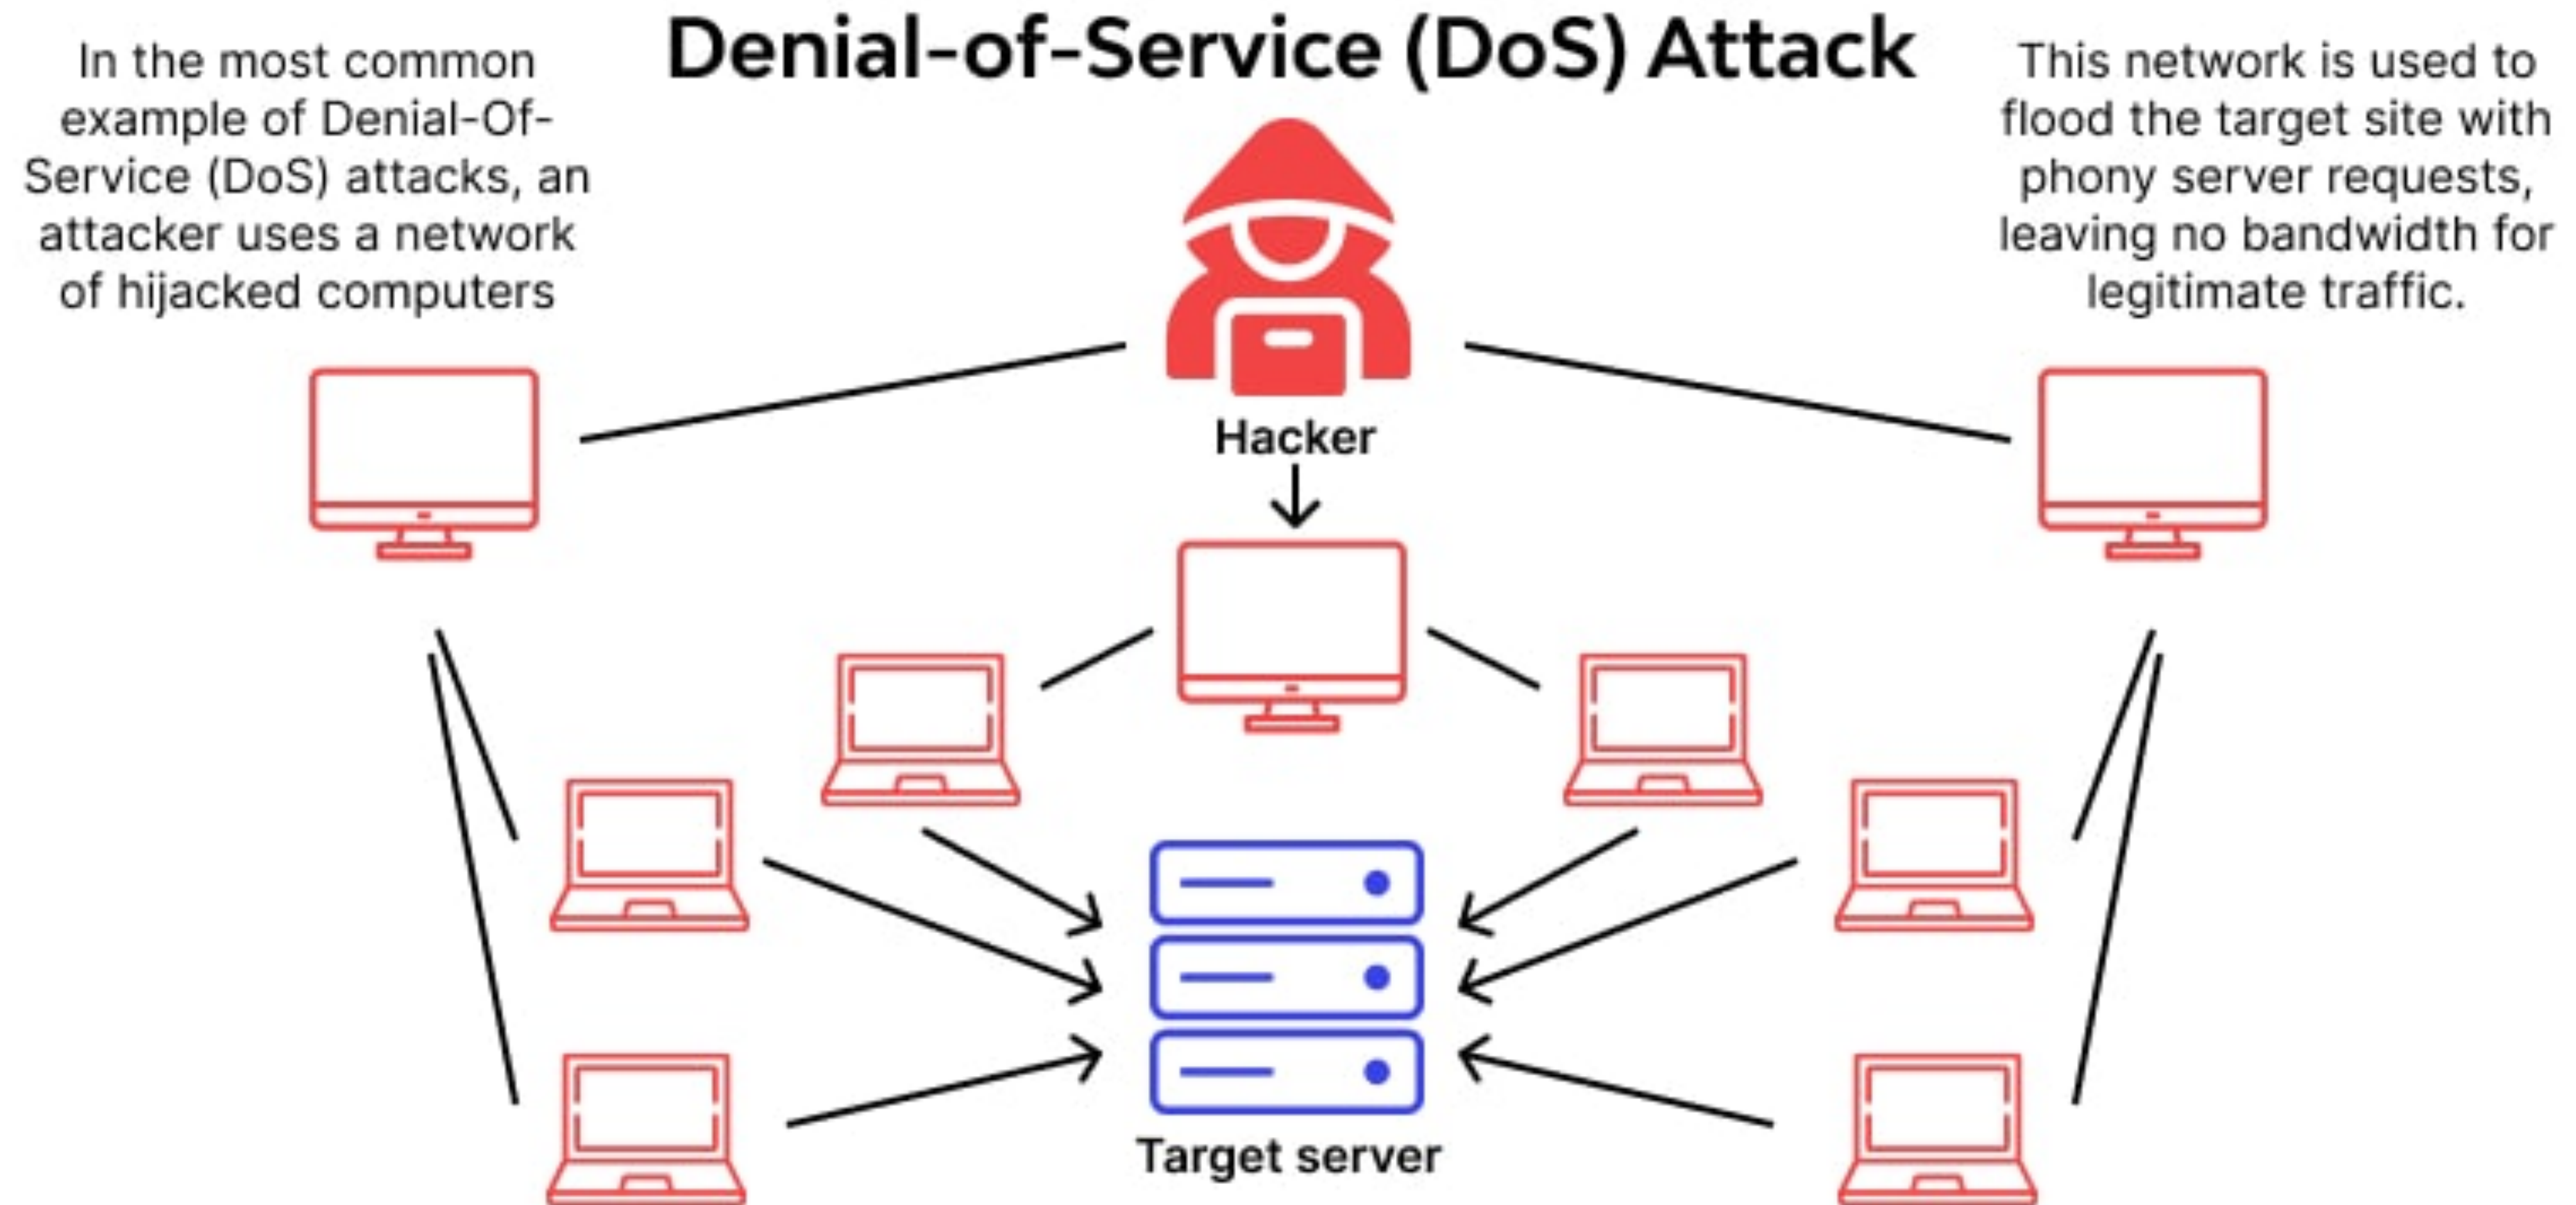 Denial-of-Service (DoS) Attack
In the most common
example of Denial-Of-
Service (DoS) attacks, an
attacker uses a network
of hijacked computers
This network is used to
flood the target site with
phony server requests,
leaving no bandwidth for
legitimate traffic.
Hacker
Target server